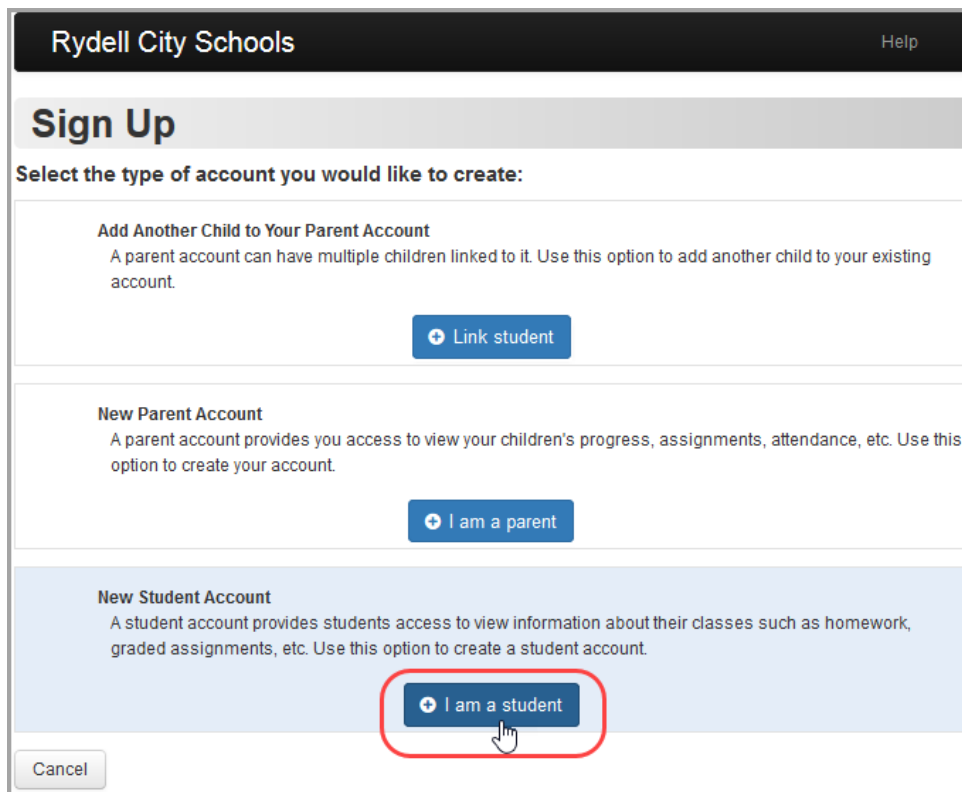 Rydell City Schools
Help
Sign Up
Select the type of account you would like to create:
Add Another Child to Your Parent Account
A parent account can have multiple children linked to it. Use this option to add another child to your existing
account.
Link student
New Parent Account
A parent account provides you access to view your children's progress, assignments, attendance, etc. Use this
option to create your account.
I am a parent
New Student Account
A student account provides students access to view information about their classes such as homework,
graded assignments, etc. Use this option to create a student account.
I am a student
Cancel